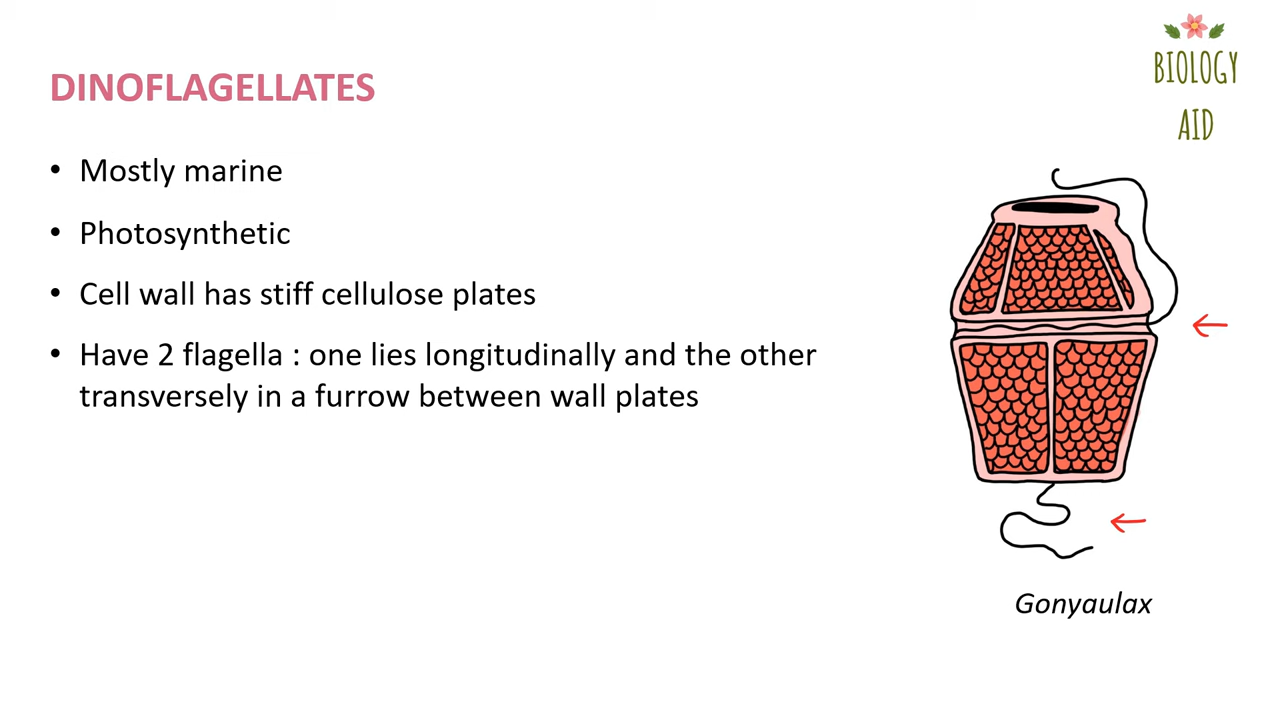 DINOFLAGELLATES
BIOLOGY
AID
• Mostly marine
• Photosynthetic
• Cell wall has stiff cellulose plates
• Have 2 flagella : one lies longitudinally and the other
transversely in a furrow between wall plates
Gonyaulax